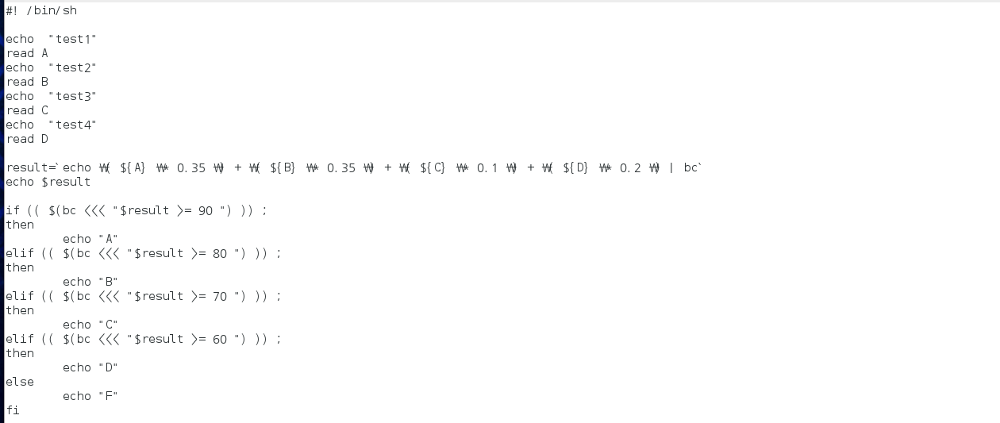 #! /bin/sh
echo  "test1"
read A
echo  "test2"
read B
echo  "test3"
read C
echo  "test4"
read D
result=`echo ₩( ${A} ₩* 0.35 ₩) + ₩( ${B} ₩* 0.35 ₩) + ₩( ${C} ₩* 0.1 ₩) + ₩( ${D} ₩* 0.2 ₩) | bc`
echo $result
if (( $(bc <<< "$result >= 90 ") )) ;
then
        echo "A"
elif (( $(bc <<< "$result >= 80 ") )) ;
then
        echo "B"
elif (( $(bc <<< "$result >= 70 ") )) ;
then
        echo "C"
elif (( $(bc <<< "$result >= 60 ") )) ;
then
        echo "D"
else
        echo "F"
fi